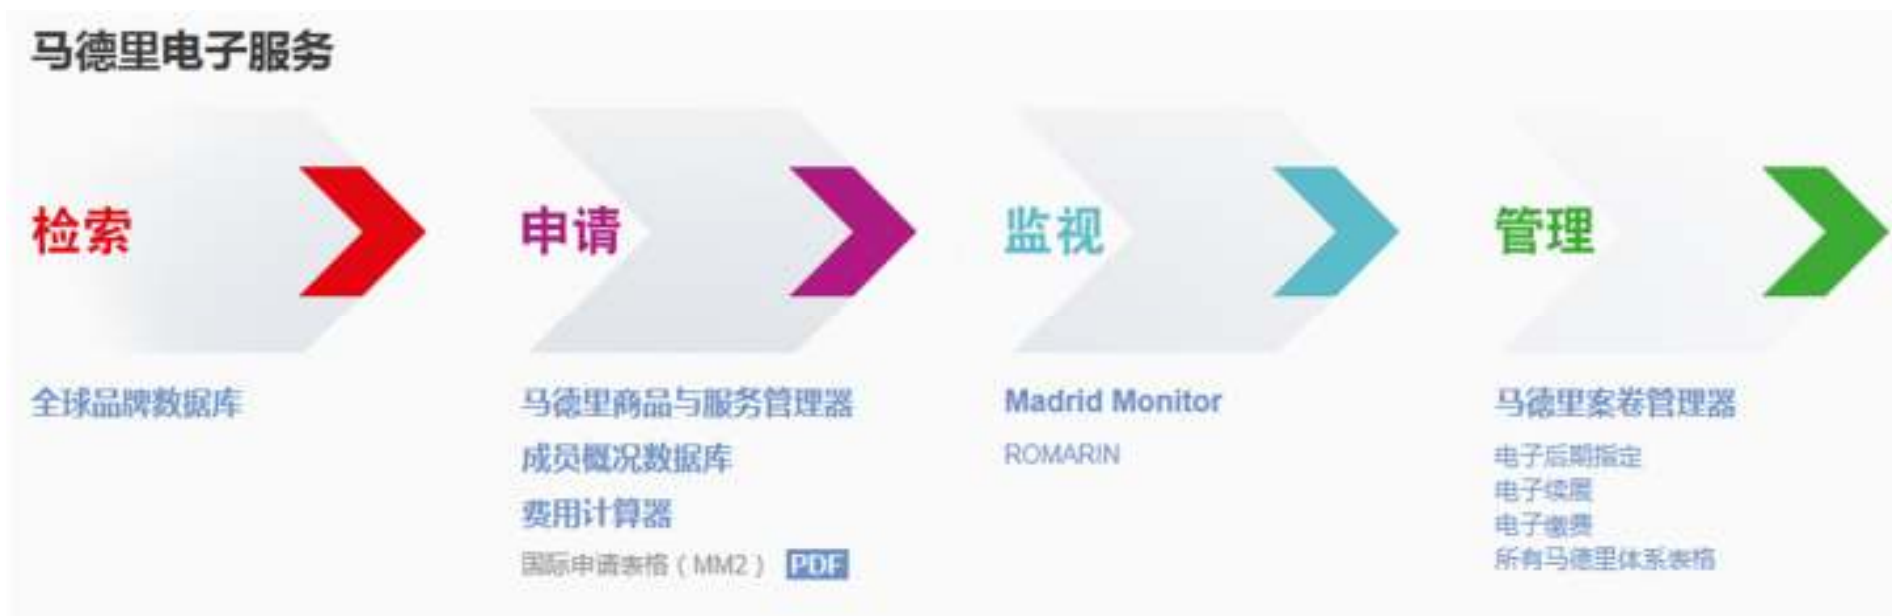 马德里电子服务
检索
申请
监视
管理
全球品牌数据库
马德里商品与服务管理器
成员概况数据库
费用计算器
国际申请表格（MM2） PDF
Madrid Monitor
ROMARIN
马德里案卷管理器
电子后期指定
电子续展
电子缴费
所有马德里体系表格